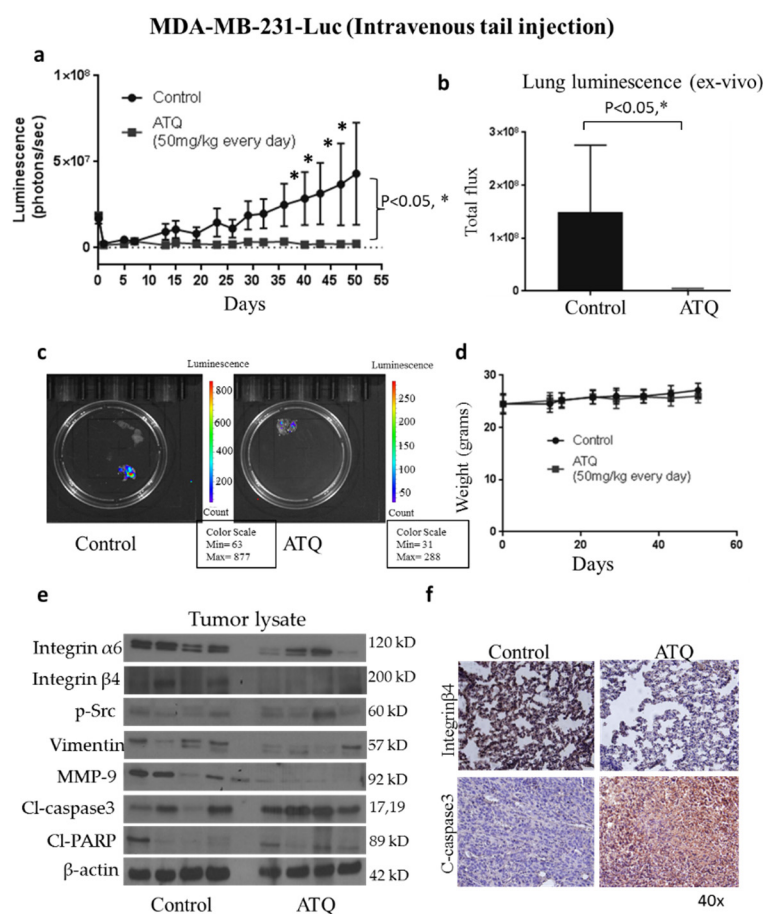 MDA-MB-231-Luc (Intravenous tail injection)
a
1×10⁸
5×10⁷
0
Luminescence
(photons/sec)
Control
ATQ
(50mg/kg every day)
* * * * *
P<0.05, *
0 5 10 15 20 25 30 35 40 45 50 55
Days
b
Lung luminescence (ex-vivo)
P<0.05,*
Total flux
3×10⁸
2×10⁸
1×10⁸
0
Control ATQ
c
Luminescence
800
600
400
200
Count
Color Scale
Min= 63
Max= 877
Control
Luminescence
250
200
150
100
50
Count
Color Scale
Min= 31
Max= 288
ATQ
d
Weight (grams)
30
20
10
0
Control
ATQ
(50mg/kg every day)
0 20 40 60
Days
e
Tumor lysate
Integrin α6 120 kD
Integrin β4 200 kD
p-Src 60 kD
Vimentin 57 kD
MMP-9 92 kD
Cl-caspase3 17,19
Cl-PARP 89 kD
β-actin 42 kD
Control ATQ
f
Control ATQ
Integrinβ4
C-caspase3
40x